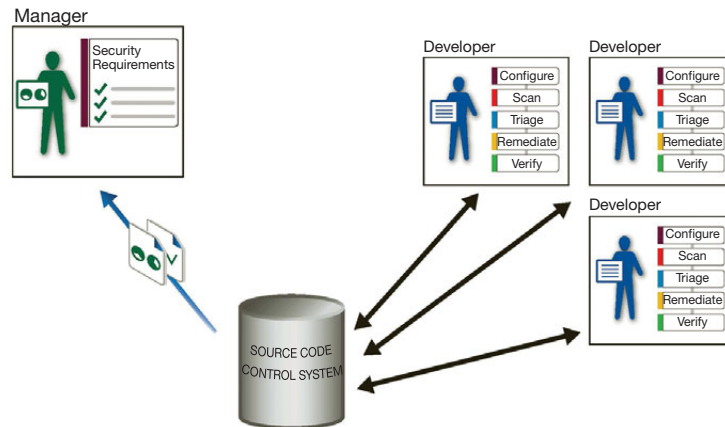 Manager
Security
Requirements
Developer
Configure
Scan
Triage
Remediate
Verify
Developer
Configure
Scan
Triage
Remediate
Verify
Developer
Configure
Scan
Triage
Remediate
Verify
SOURCE CODE
CONTROL SYSTEM